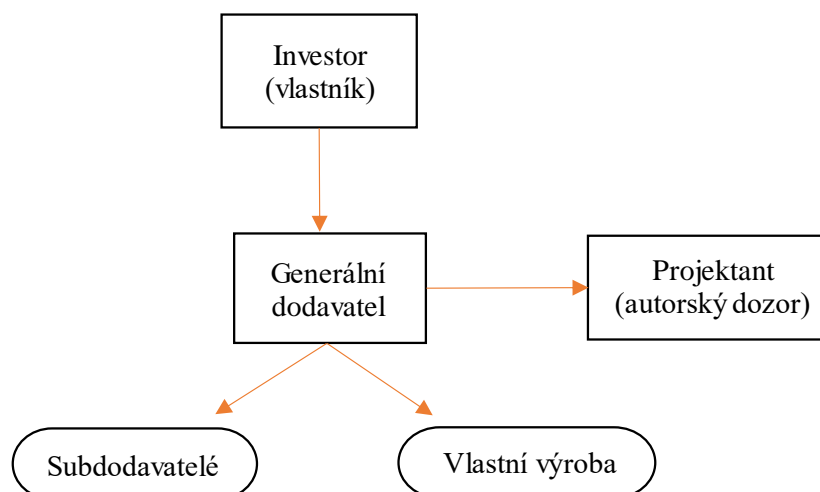 Investor
(vlastník)
Generální
dodavatel
Projektant
(autorský dozor)
Subdodavatelé
Vlastní výroba